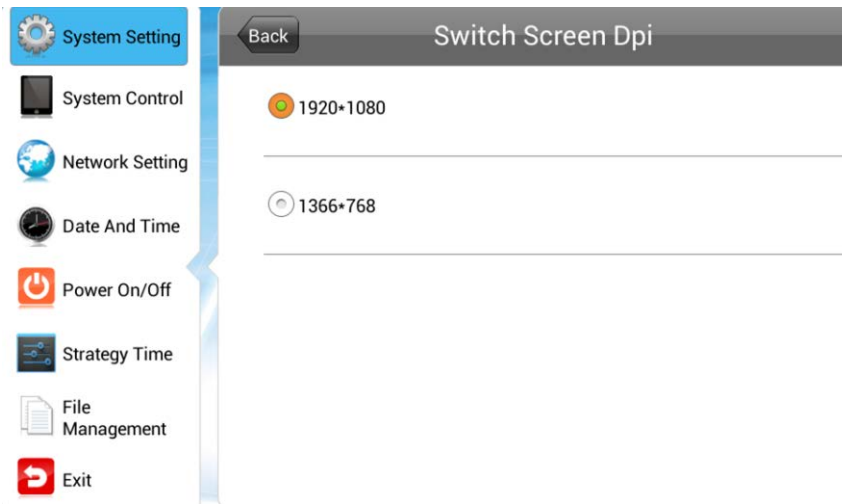 System Setting
System Control
Network Setting
Date And Time
Power On/Off
Strategy Time
File
Management
Exit
Back
Switch Screen Dpi
1920*1080
1366*768